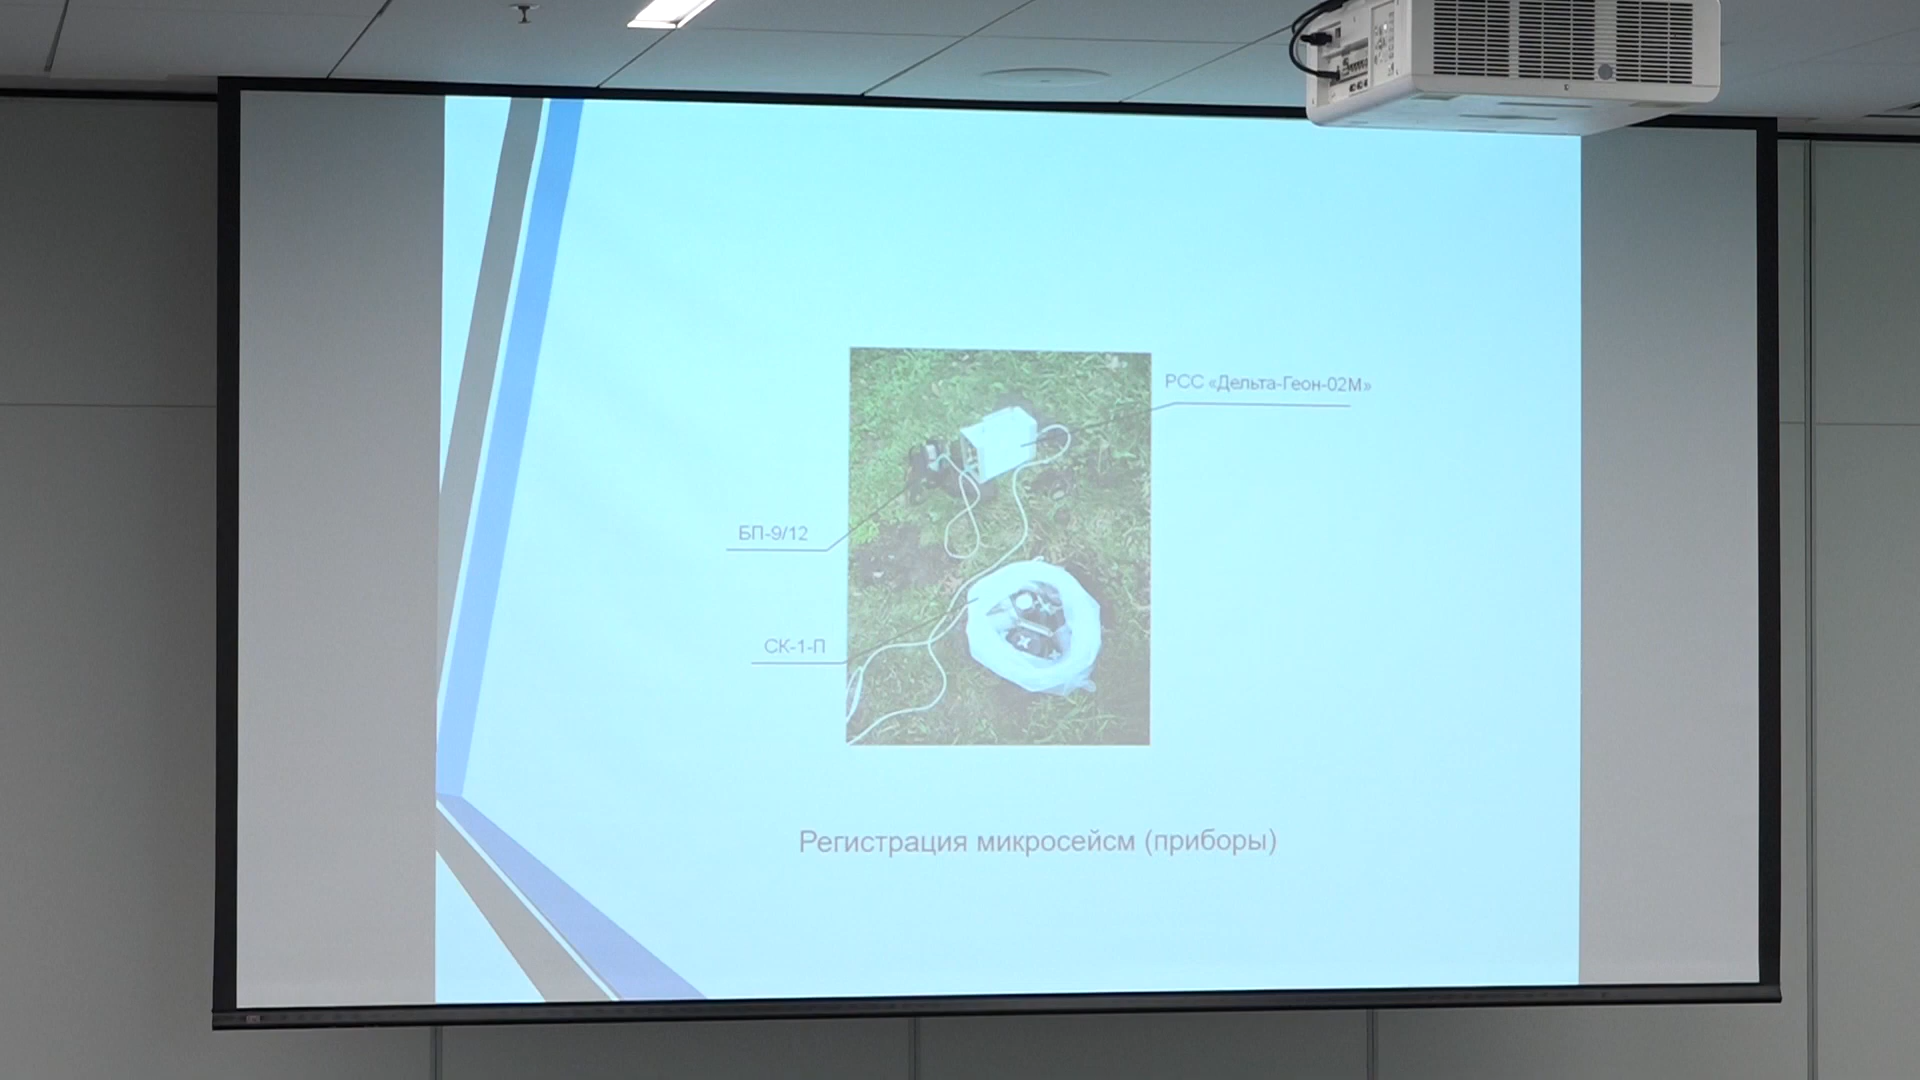 РСС «Дельта-Геон-02М»
БП-9/12
СК-1-П
Регистрация микросейсм (приборы)